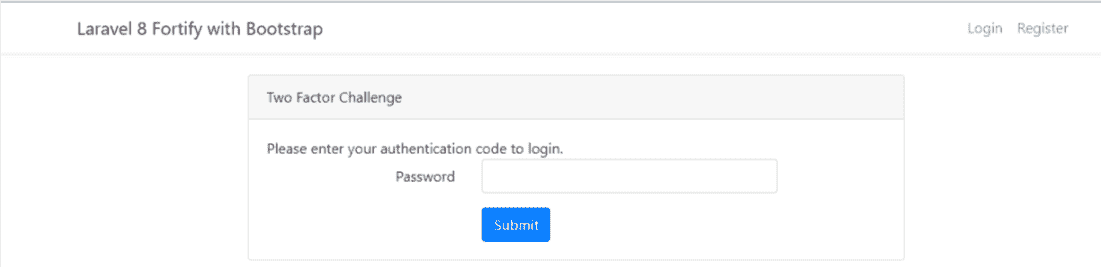 Laravel 8 Fortify with Bootstrap
Login Register
Two Factor Challenge
Please enter your authentication code to login.
Password
Submit